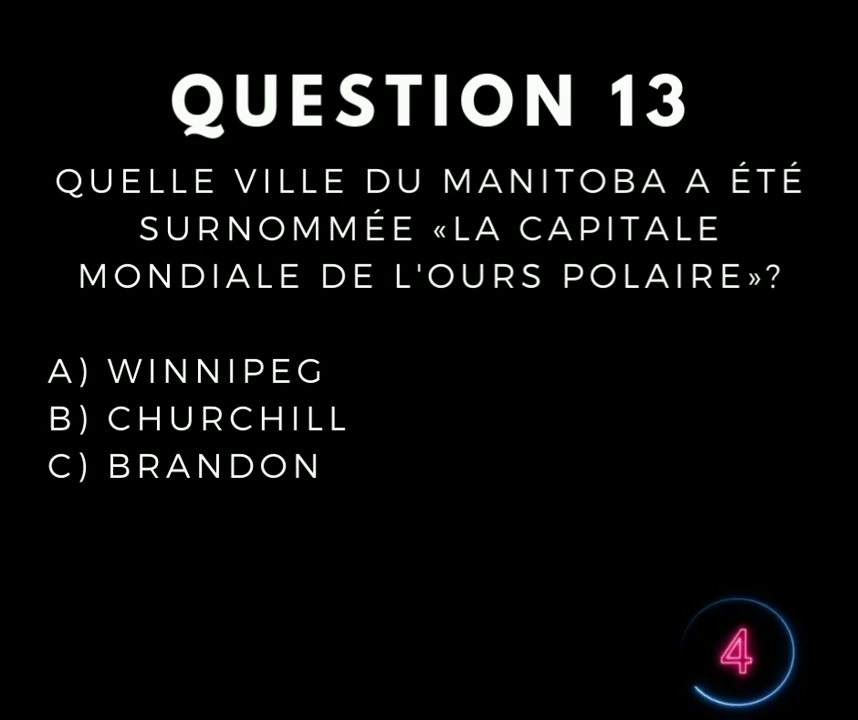 QUESTION 13
QUELLE VILLE DU MANITOBA A ÉTÉ
SURNOMMÉE «LA CAPITALE
MONDIALE DE L'OURS POLAIRE»?
A) WINNIPEG
B) CHURCHILL
C) BRANDON
4